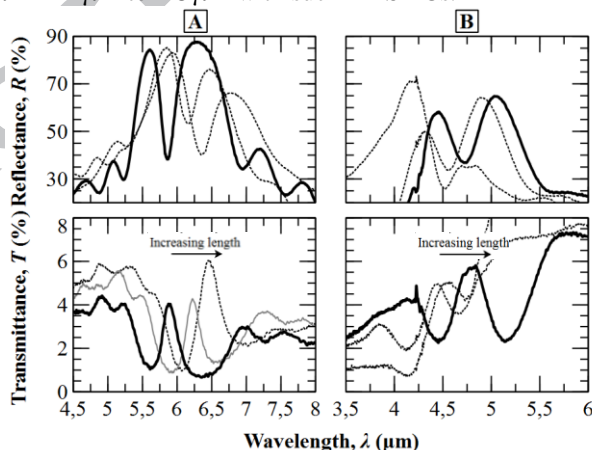 A B
Reflectance, R (%)
90
70
50
30
Transmittance, T (%)
8
6
4
2
0
Increasing length
Increasing length
4,5 5 5,5 6 6,5 7 7,5 8 3,5 4 4,5 5 5,5 6
Wavelength, λ (μm)